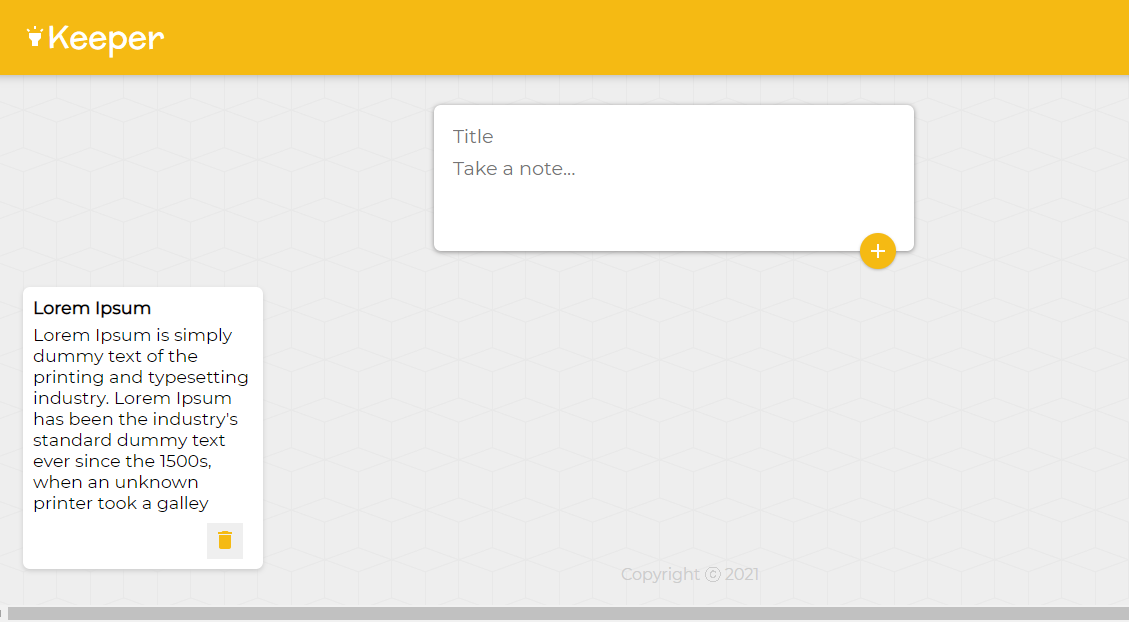 Keeper
Title
Take a note...
Lorem Ipsum
Lorem Ipsum is simply
dummy text of the
printing and typesetting
industry. Lorem Ipsum
has been the industry's
standard dummy text
ever since the 1500s,
when an unknown
printer took a galley
Copyright ⓒ 2021